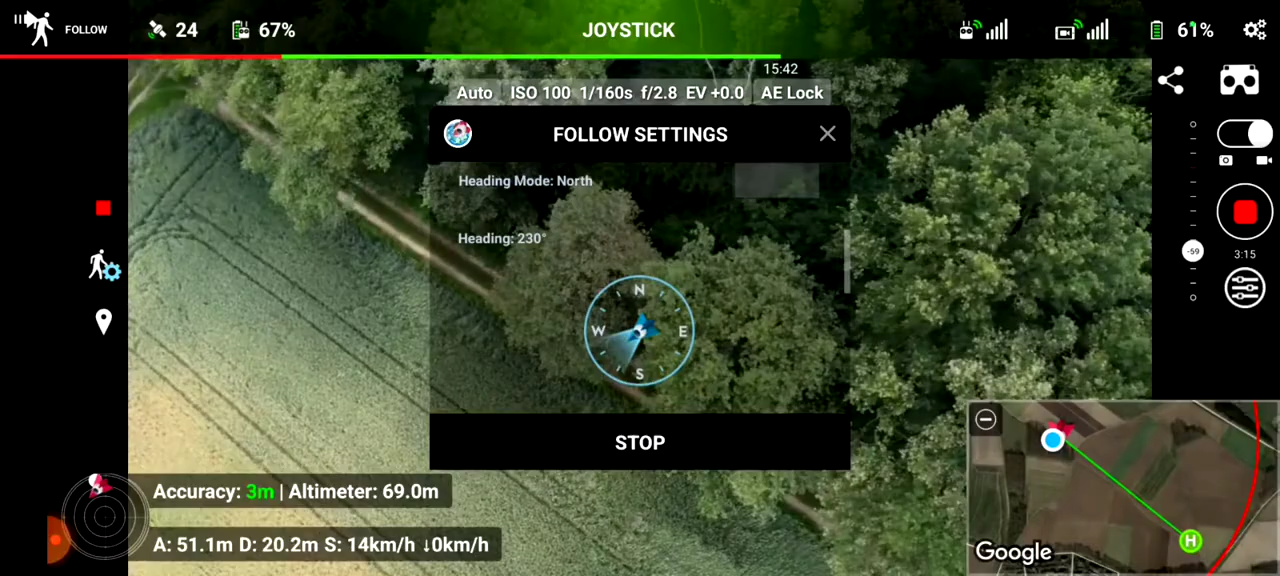 FOLLOW
24
67%
JOYSTICK
61%
15:42
Auto ISO 100 1/160s f/2.8 EV +0.0 AE Lock
FOLLOW SETTINGS
Heading Mode: North
Heading: 230°
N
W E
S
STOP
-59
3:15
Accuracy: 3m | Altimeter: 69.0m
A: 51.1m D: 20.2m S: 14km/h ↓0km/h
H
Google